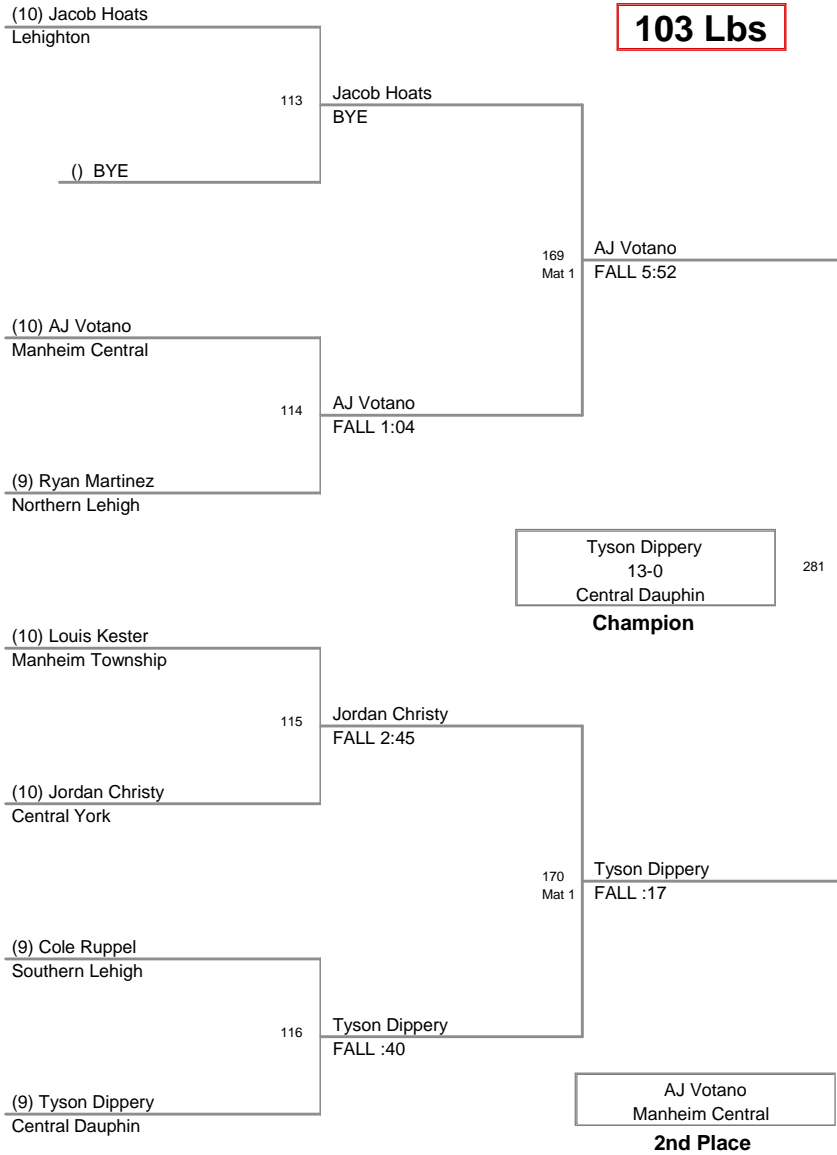 (10) Jacob Hoats
Lehighton
103 Lbs
113
Jacob Hoats
BYE
() BYE
169
Mat 1
AJ Votano
FALL 5:52
(10) AJ Votano
Manheim Central
114
AJ Votano
FALL 1:04
(9) Ryan Martinez
Northern Lehigh
Tyson Dippery
13-0
Central Dauphin
281
Champion
(10) Louis Kester
Manheim Township
115
Jordan Christy
FALL 2:45
(10) Jordan Christy
Central York
170
Mat 1
Tyson Dippery
FALL :17
(9) Cole Ruppel
Southern Lehigh
116
Tyson Dippery
FALL :40
(9) Tyson Dippery
Central Dauphin
AJ Votano
Manheim Central
2nd Place